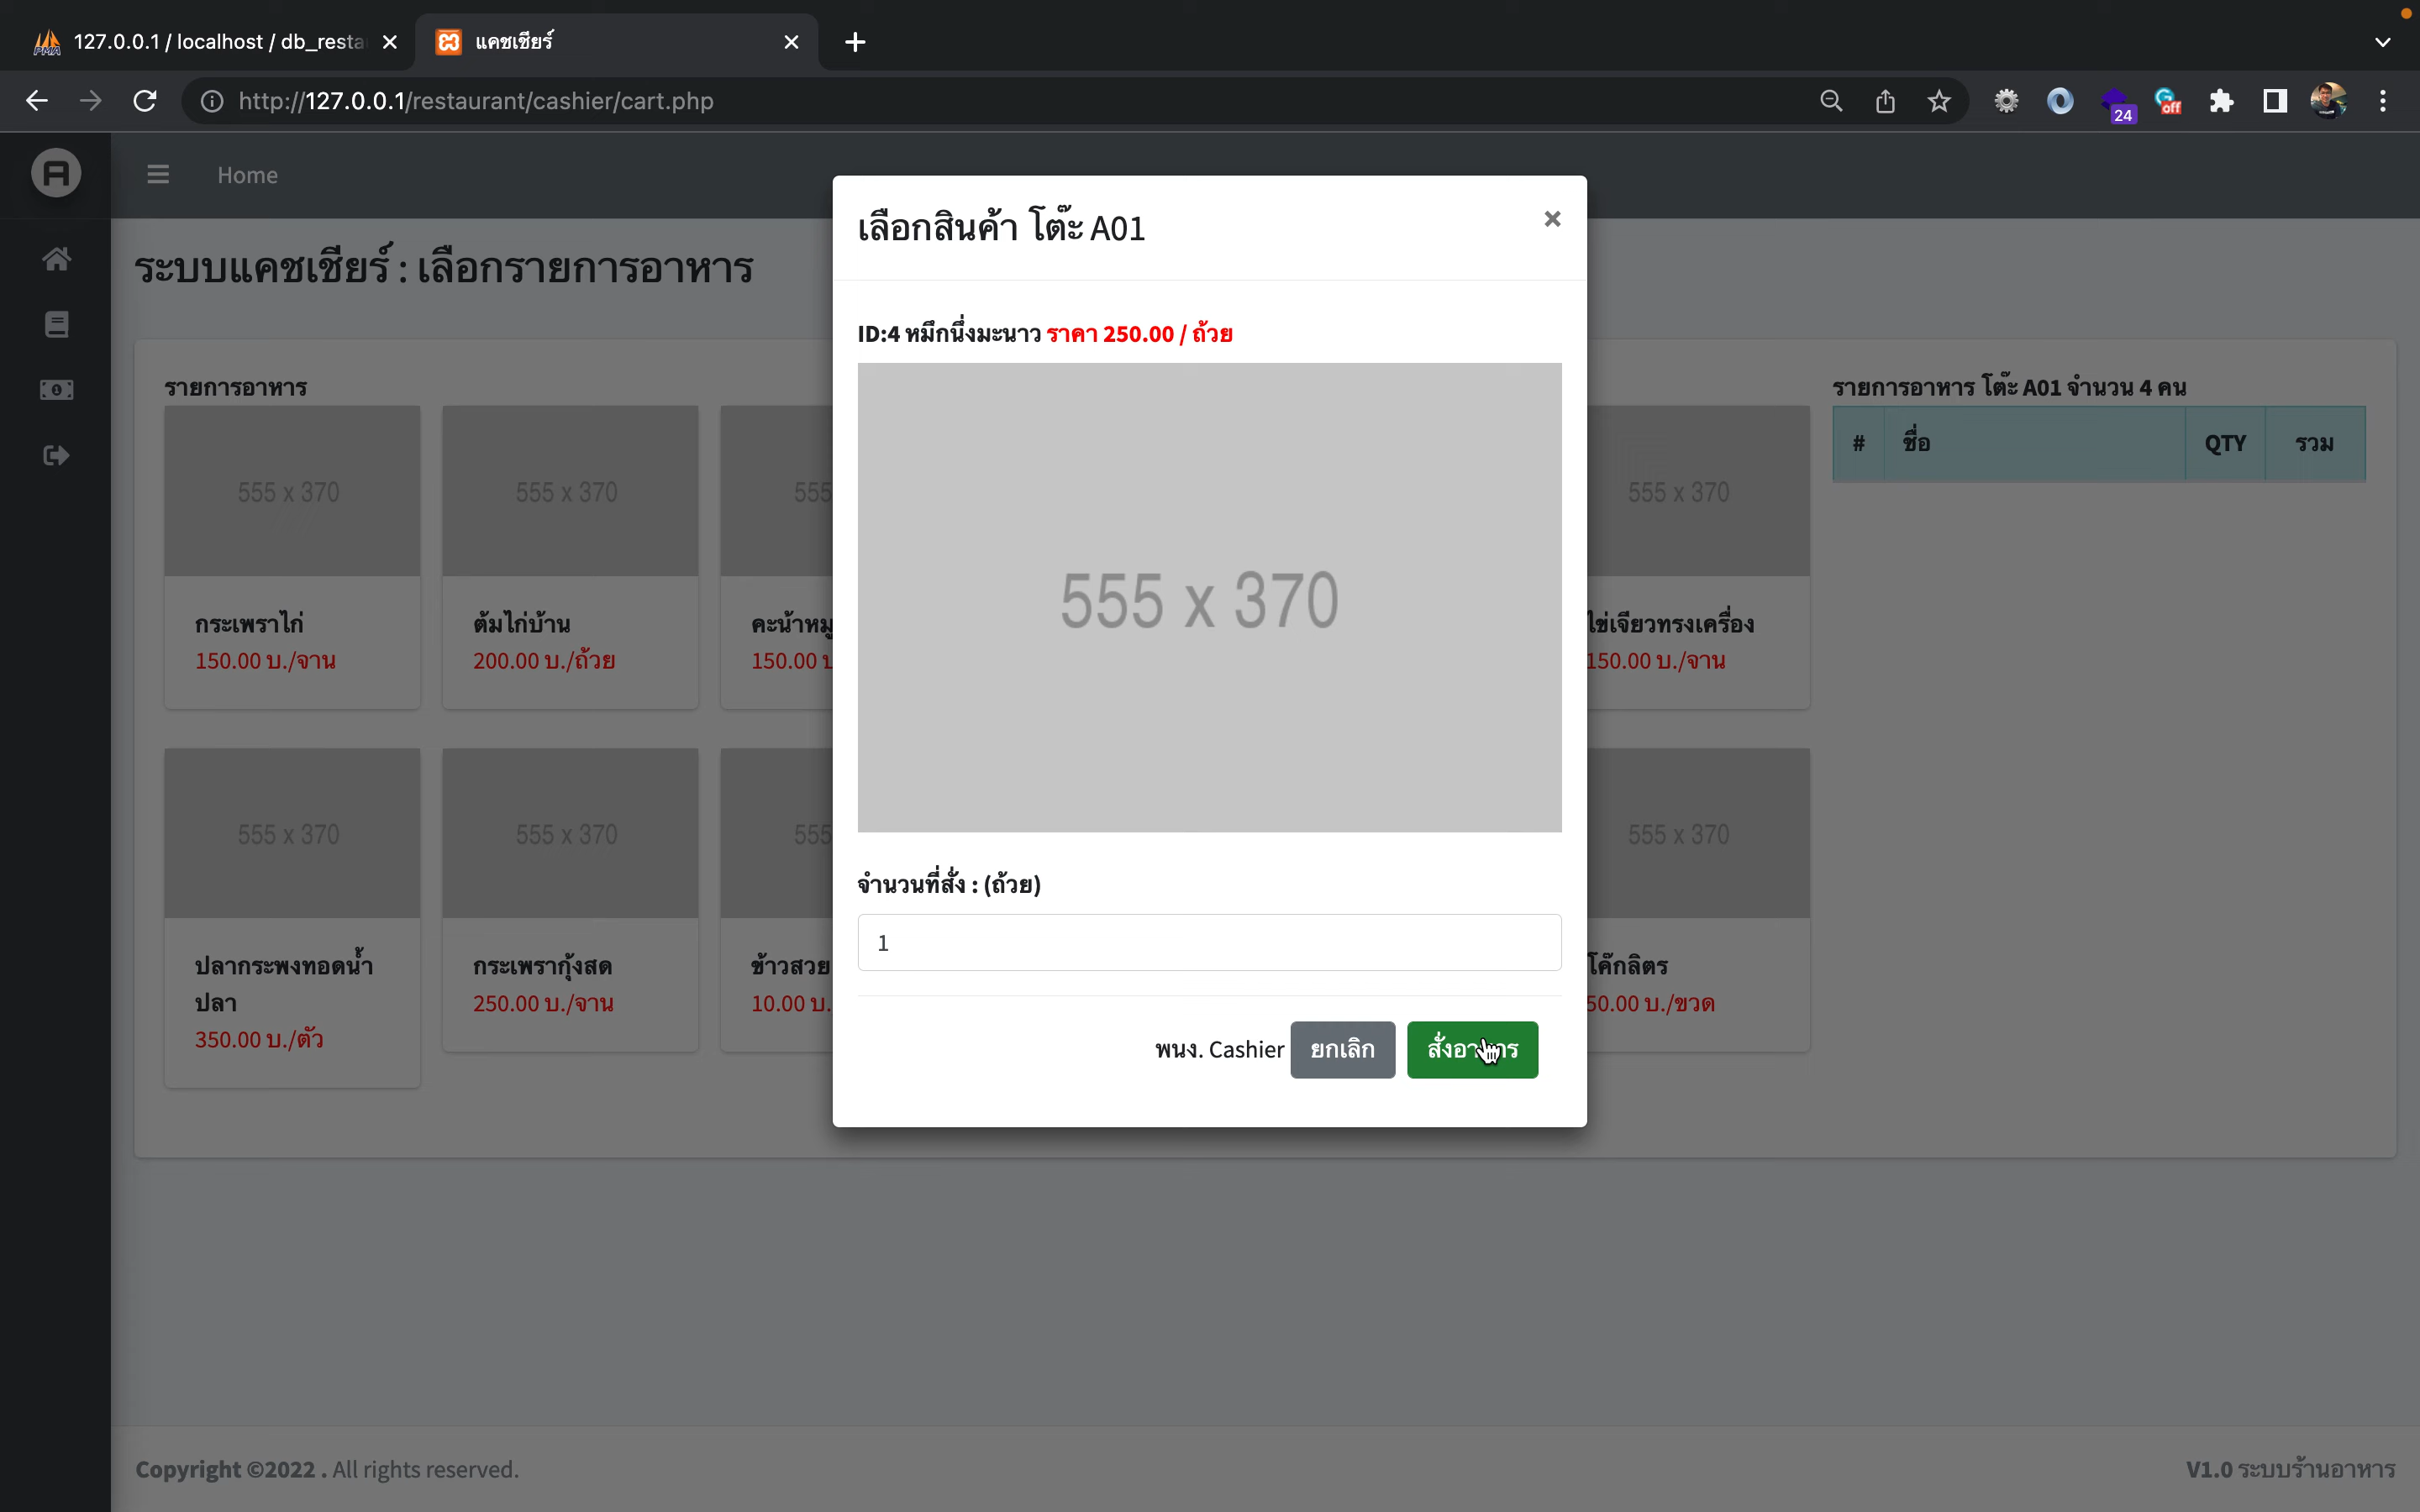 127.0.0.1 / localhost / db_resta
แคชเชียร์
http://127.0.0.1/restaurant/cashier/cart.php
24
off
Home
ระบบแคชเชียร์ : เลือกรายการอาหาร
เลือกสินค้า โต๊ะ A01
×
ID:4 หมึกนึ่งมะนาว ราคา 250.00 / ถ้วย
555 x 370
จำนวนที่สั่ง : (ถ้วย)
1
พนง. Cashier ยกเลิก สั่งอาหาร
รายการอาหาร
555 x 370
555 x 370
555
555 x 370
กระเพราไก่
150.00 บ./จาน
ต้มไก่บ้าน
200.00 บ./ถ้วย
คะน้าหมู
150.00 บ
ไข่เจียวทรงเครื่อง
150.00 บ./จาน
555 x 370
555 x 370
555
555 x 370
ปลากระพงทอดน้ำ
ปลา
350.00 บ./ตัว
กระเพรากุ้งสด
250.00 บ./จาน
ข้าวสวย
10.00 บ.
โค๊กลิตร
50.00 บ./ขวด
รายการอาหาร โต๊ะ A01 จำนวน 4 คน
# ชื่อ QTY รวม
Copyright ©2022 . All rights reserved.
V1.0 ระบบร้านอาหาร